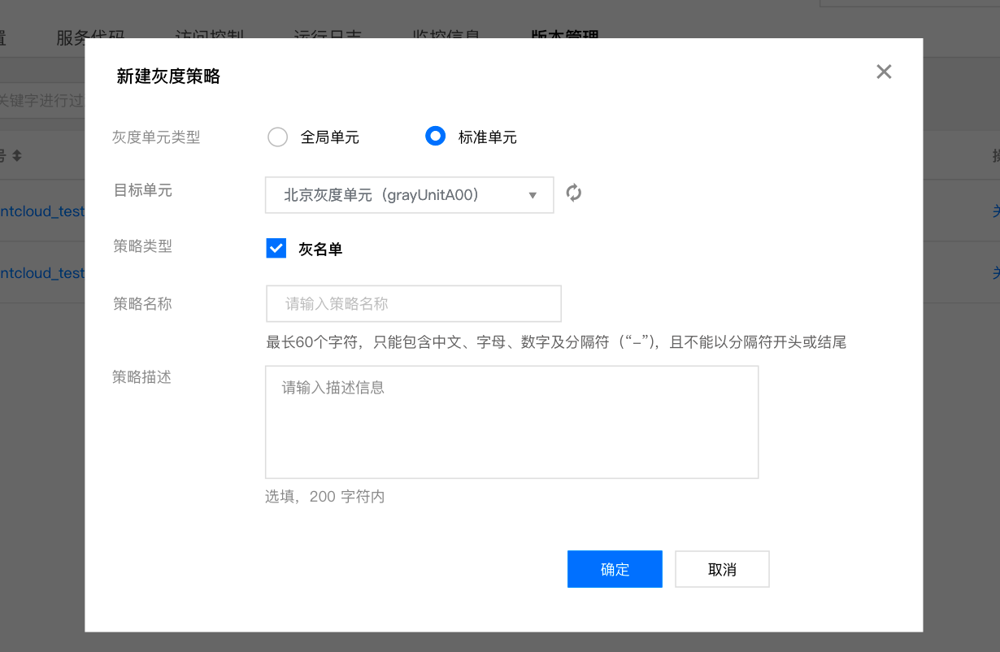 置 服务代码 访问控制 运行日志 监控信息 版本管理
新建灰度策略
关键字进行过
灰度单元类型 全局单元 标准单元
号
目标单元 北京灰度单元（grayUnitA00）
ntcloud_test
策略类型 灰名单
ntcloud_test
策略名称 请输入策略名称
最长60个字符，只能包含中文、字母、数字及分隔符（“-”），且不能以分隔符开头或结尾
策略描述 请输入描述信息
选填，200 字符内
确定 取消